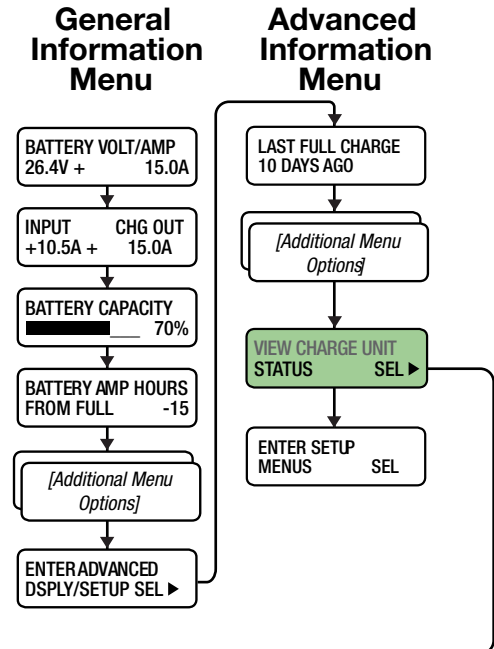 General
Information
Menu
BATTERY VOLT/AMP
26.4V + 15.0A
INPUT CHG OUT
+10.5A + 15.0A
BATTERY CAPACITY
70%
BATTERY AMP HOURS
FROM FULL -15
[Additional Menu
Options]
ENTER ADVANCED
DSPLY/SETUP SEL ▶
Advanced
Information
Menu
LAST FULL CHARGE
10 DAYS AGO
[Additional Menu
Options]
VIEW CHARGE UNIT
STATUS SEL ▶
ENTER SETUP
MENUS SEL